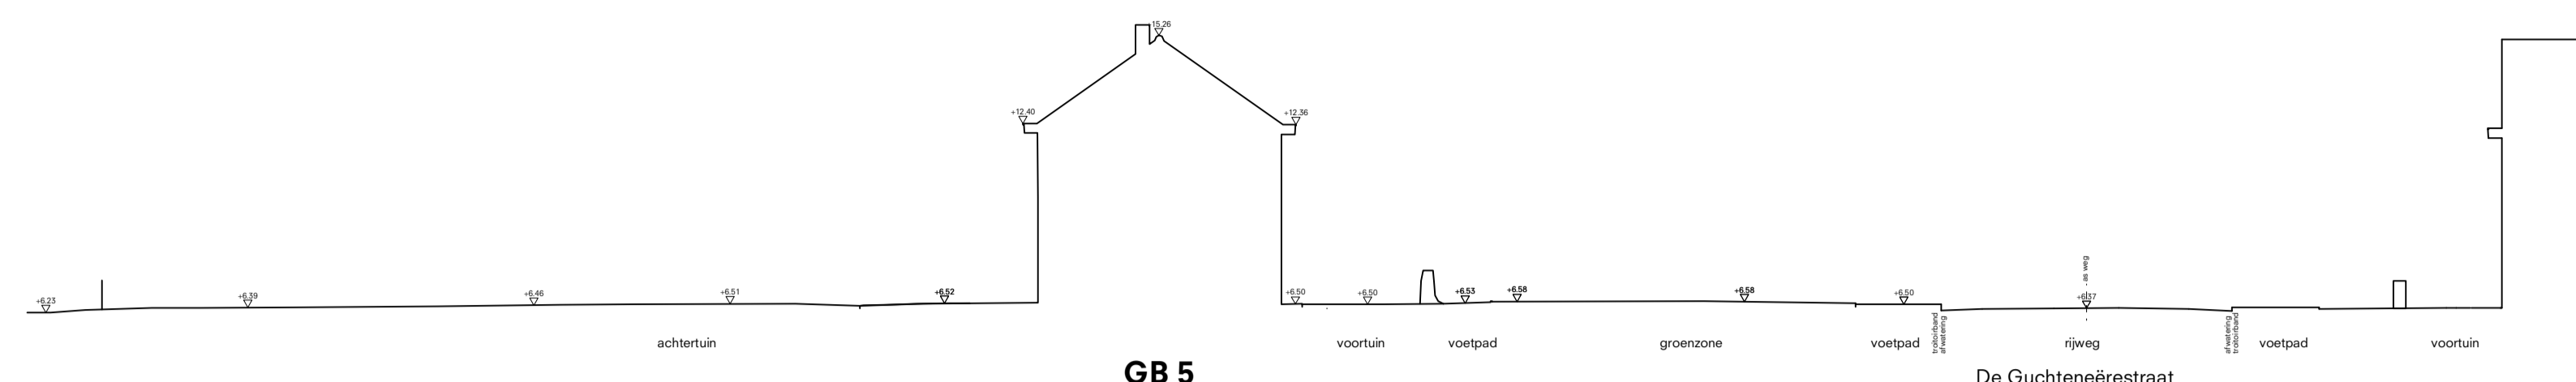 15.26
+12.40
+12.36
as weg
+6.23
+6.39
+6.46
+6.51
+6.52
+6.50
+6.50
+6.53
+6.58
+6.58
+6.50
+6.37
troitoirband
afwatering
afwatering
troitoirband
achtertuin
voortuin
voetpad
groenzone
voetpad
rijweg
voetpad
voortuin
GB 5
De Guchteneërestraat